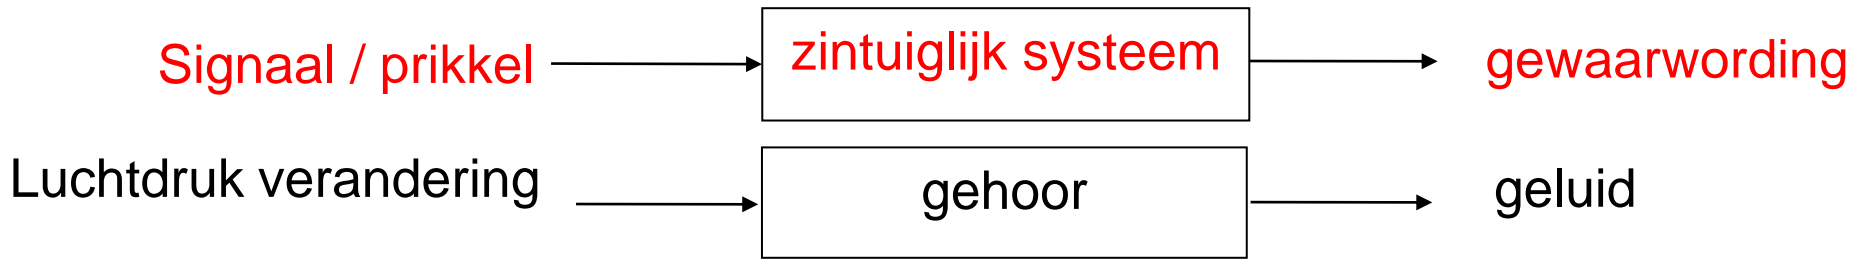 Signaal / prikkel zintuiglijk systeem gewaarwording
Luchtdruk verandering gehoor geluid